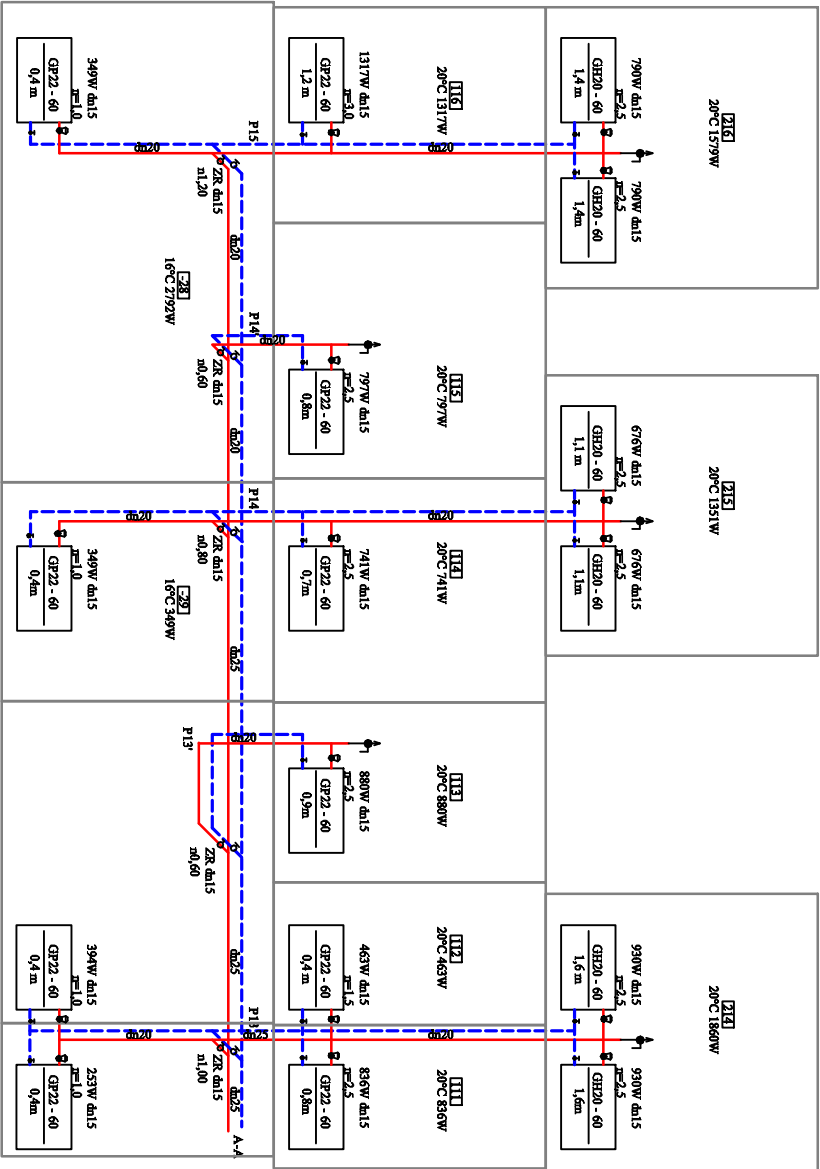 216
20°C 1579W
215
20°C 1351W
214
20°C 1860W
790W dn15
n=2,5
GH20 - 60
1,4 m
790W dn15
n=2,5
GH20 - 60
1,4m
676W dn15
n=2,5
GH20 - 60
1,1 m
676W dn15
n=2,5
GH20 - 60
1,1m
930W dn15
n=2,5
GH20 - 60
1,6 m
930W dn15
n=2,5
GH20 - 60
1,6m
116
20°C 1317W
115
20°C 797W
114
20°C 741W
113
20°C 880W
112
20°C 463W
111
20°C 836W
dn20
dn20
dn20
1317W dn15
n=3,0
GP22 - 60
1,2 m
797W dn15
n=2,5
GP22 - 60
0,8m
741W dn15
n=2,5
GP22 - 60
0,7m
880W dn15
n=2,5
GP22 - 60
0,9m
463W dn15
n=1,5
GP22 - 60
0,4 m
836W dn15
n=2,5
GP22 - 60
0,8m
P15
P14'
dn20
P14
dn20
P13
dn25
dn20
dn20
dn25
dn25
dn25
A-A
ZR dn15
n1,20
ZR dn15
n0,60
ZR dn15
n0,80
P13'
ZR dn15
n0,60
ZR dn15
n1,00
-28
16°C 2792W
-29
16°C 349W
dn20
dn20
dn20
349W dn15
n=1,0
GP22 - 60
0,4 m
349W dn15
n=1,0
GP22 - 60
0,4m
394W dn15
n=1,0
GP22 - 60
0,4 m
253W dn15
n=1,0
GP22 - 60
0,4m